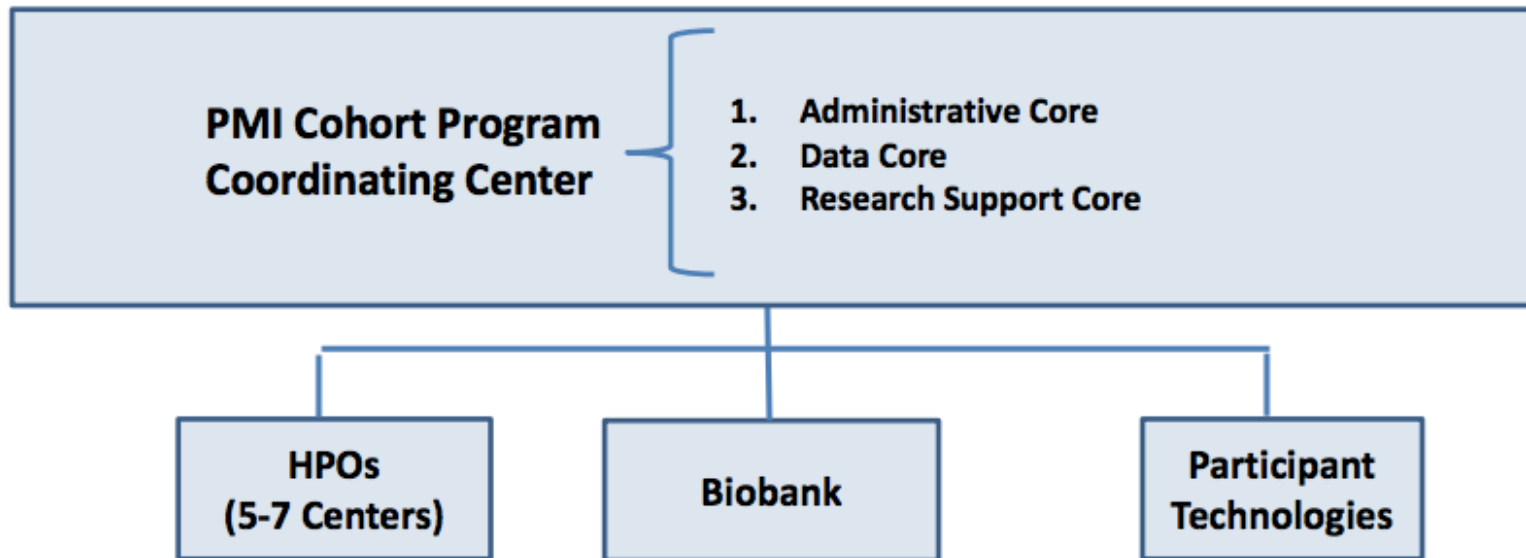 PMI Cohort Program
Coordinating Center
1. Administrative Core
2. Data Core
3. Research Support Core
HPOs
(5-7 Centers)
Biobank
Participant
Technologies